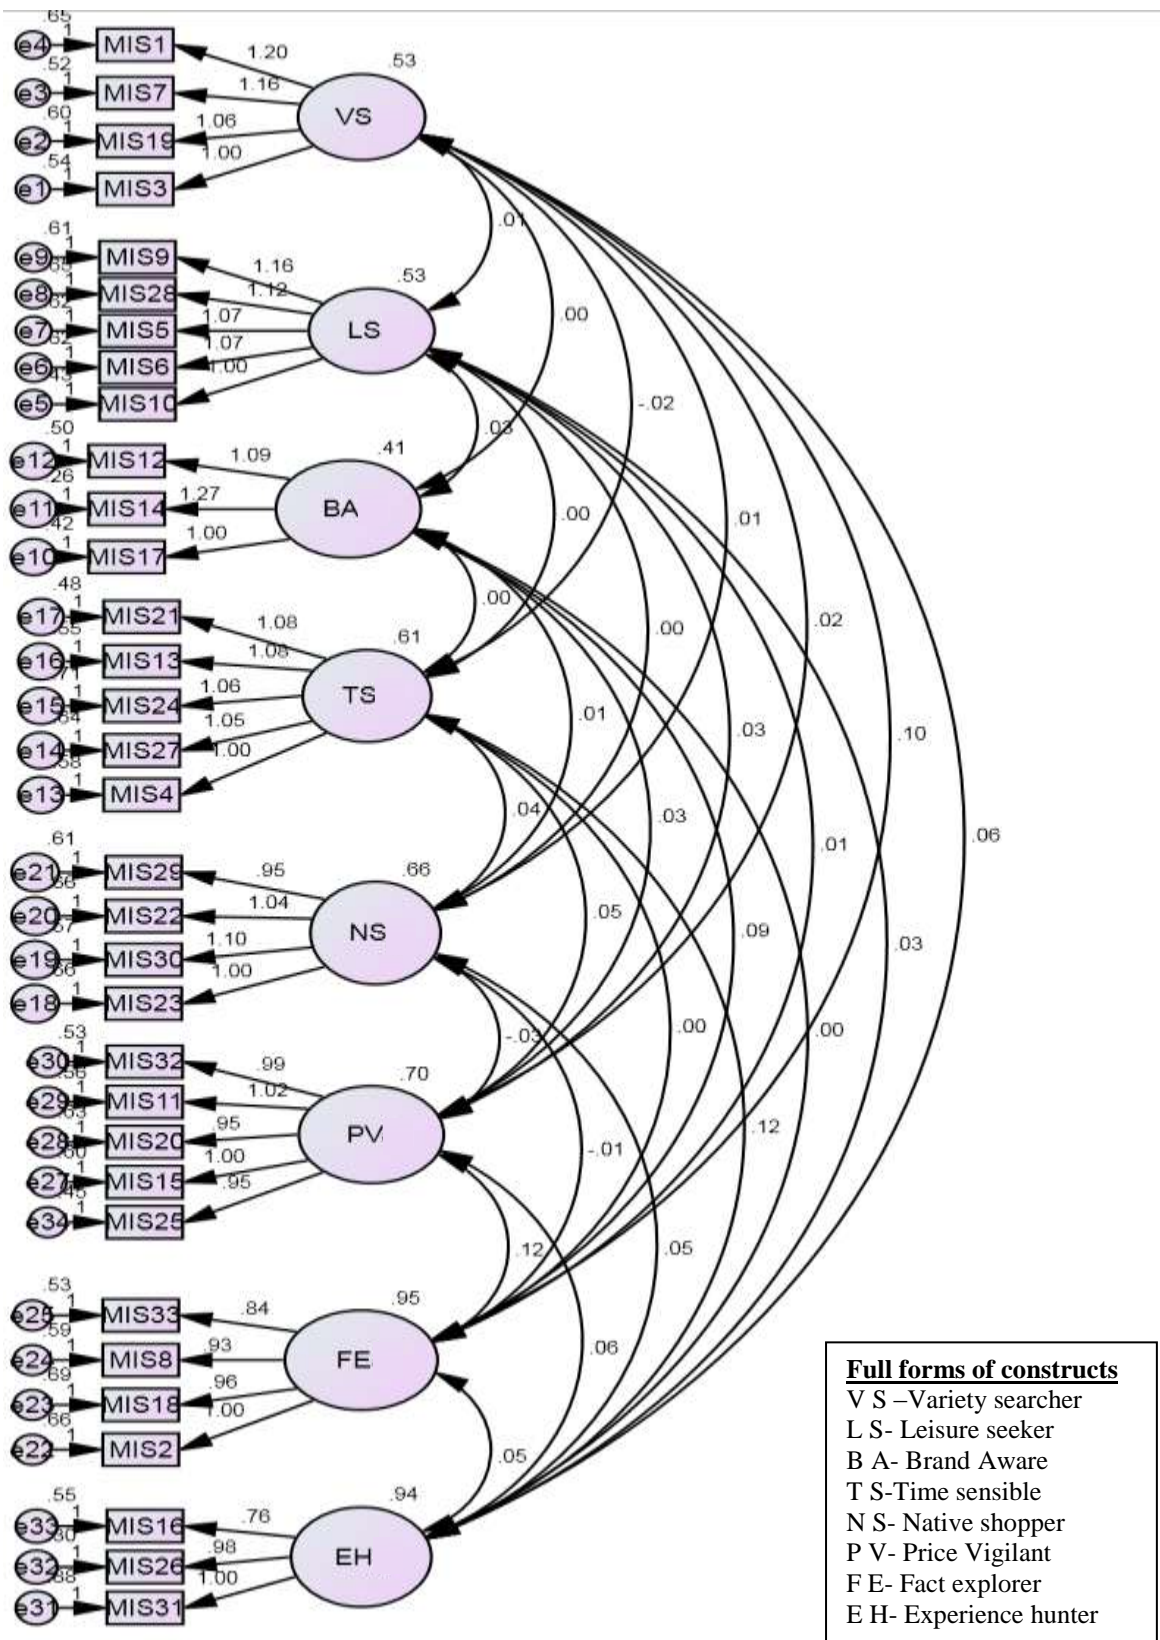 .65
e4 1 MIS1 1.20
.52
e3 1 MIS7 1.16
.60
e2 1 MIS19 1.06
.54
e1 1 MIS3 1.00
.53
VS
.61
e9 1 MIS9 1.16
e8 1 MIS28 1.12
e7 1 MIS5 1.07
.62
e6 1 MIS6 1.07
e5 1 MIS10 1.00
.53
LS
.50
e12 1 MIS12 1.09
.26
e11 1 MIS14 1.27
.42
e10 1 MIS17 1.00
.41
BA
.48
e17 1 MIS21 1.08
e16 1 MIS13 1.08
e15 1 MIS24 1.06
e14 1 MIS27 1.05
e13 1 MIS4 1.00
.61
TS
.61
e21 1 MIS29 .95
e20 1 MIS22 1.04
e19 1 MIS30 1.10
e18 1 MIS23 1.00
.66
NS
.53
e30 1 MIS32 .99
e29 1 MIS11 1.02
e28 1 MIS20 .95
e27 1 MIS15 1.00
e34 1 MIS25 .95
.70
PV
.53
e25 1 MIS33 .84
.59
e24 1 MIS8 .93
.69
e23 1 MIS18 .96
.66
e22 1 MIS2 1.00
.95
FE
.55
e33 1 MIS16 .76
e32 1 MIS26 .98
e31 1 MIS31 1.00
.94
EH
.01
.00
-.02
.01
.02
.10
.06
.03
.00
.00
.03
.01
.03
.00
.01
.03
.09
.00
.04
.05
.00
.12
-.03
-.01
.05
.12
.06
.05
Full forms of constructs
V S –Variety searcher
L S- Leisure seeker
B A- Brand Aware
T S-Time sensible
N S- Native shopper
P V- Price Vigilant
F E- Fact explorer
E H- Experience hunter